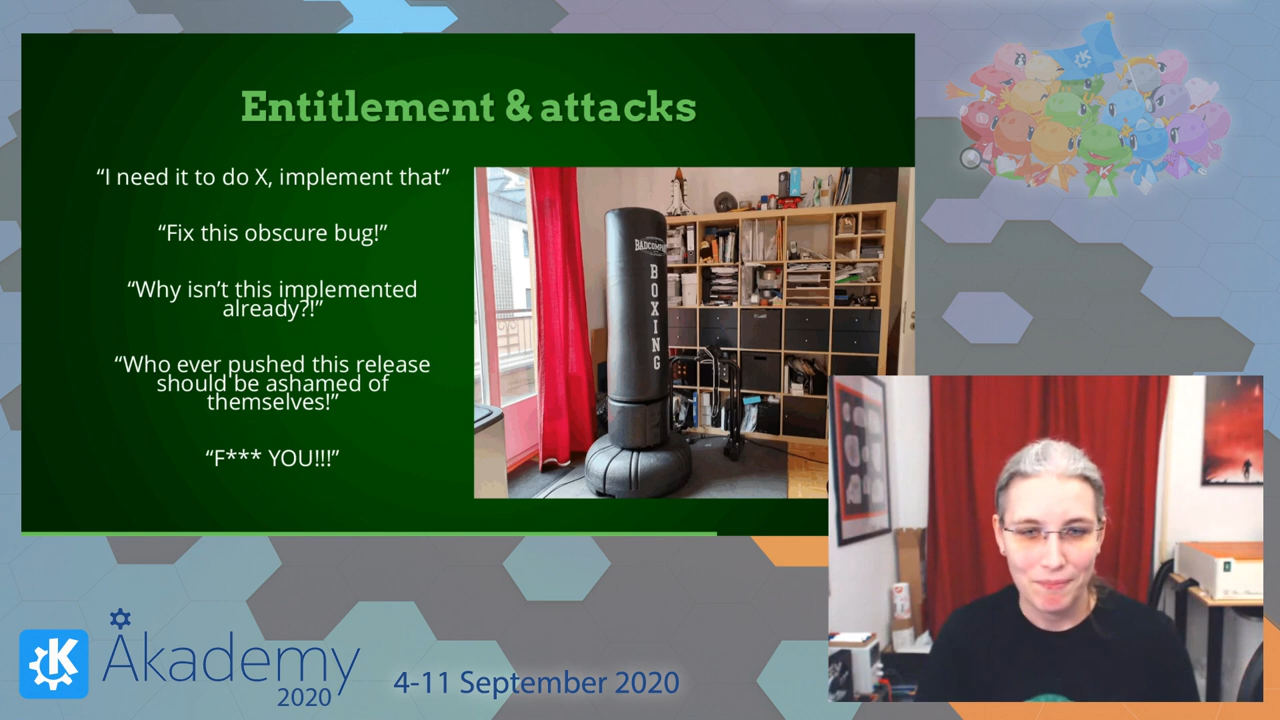 Entitlement & attacks
“I need it to do X, implement that”
“Fix this obscure bug!”
“Why isn’t this implemented
already?!”
“Who ever pushed this release
should be ashamed of
themselves!”
“F*** YOU!!!”
BOXING
K
Akademy
2020
4-11 September 2020